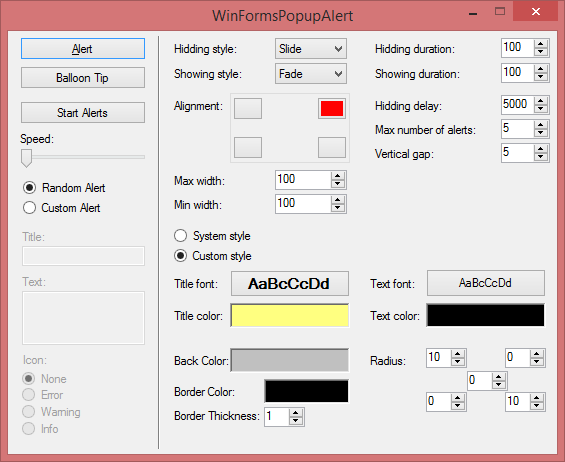 WinFormsPopupAlert
Alert
Balloon Tip
Start Alerts
Speed:
Random Alert
Custom Alert
Title:
Text:
Icon:
None
Error
Warning
Info
Hidding style: Slide
Showing style: Fade
Alignment:
Max width: 100
Min width: 100
Hidding duration: 100
Showing duration: 100
Hidding delay: 5000
Max number of alerts: 5
Vertical gap: 5
System style
Custom style
Title font: AaBbCcDd
Title color:
Text font: AaBbCcDd
Text color:
Back Color:
Border Color:
Border Thickness: 1
Radius: 10 0
0
0 10